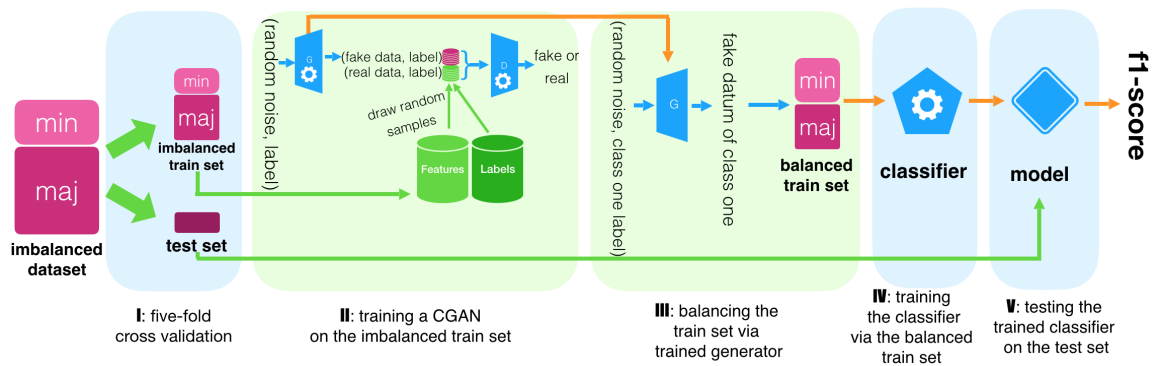 min
maj
imbalanced
dataset
min
maj
imbalanced
train set
test set
I: five-fold
cross validation
(random noise, label)
G
(fake data, label)
(real data, label)
D
fake or
real
draw random
samples
Features
Labels
II: training a CGAN
on the imbalanced train set
(random noise, class one label)
G
fake datum of class one
min
maj
balanced
train set
III: balancing the
train set via
trained generator
classifier
IV: training
the classifier
via the balanced
train set
model
V: testing the
trained classifier
on the test set
f1-score